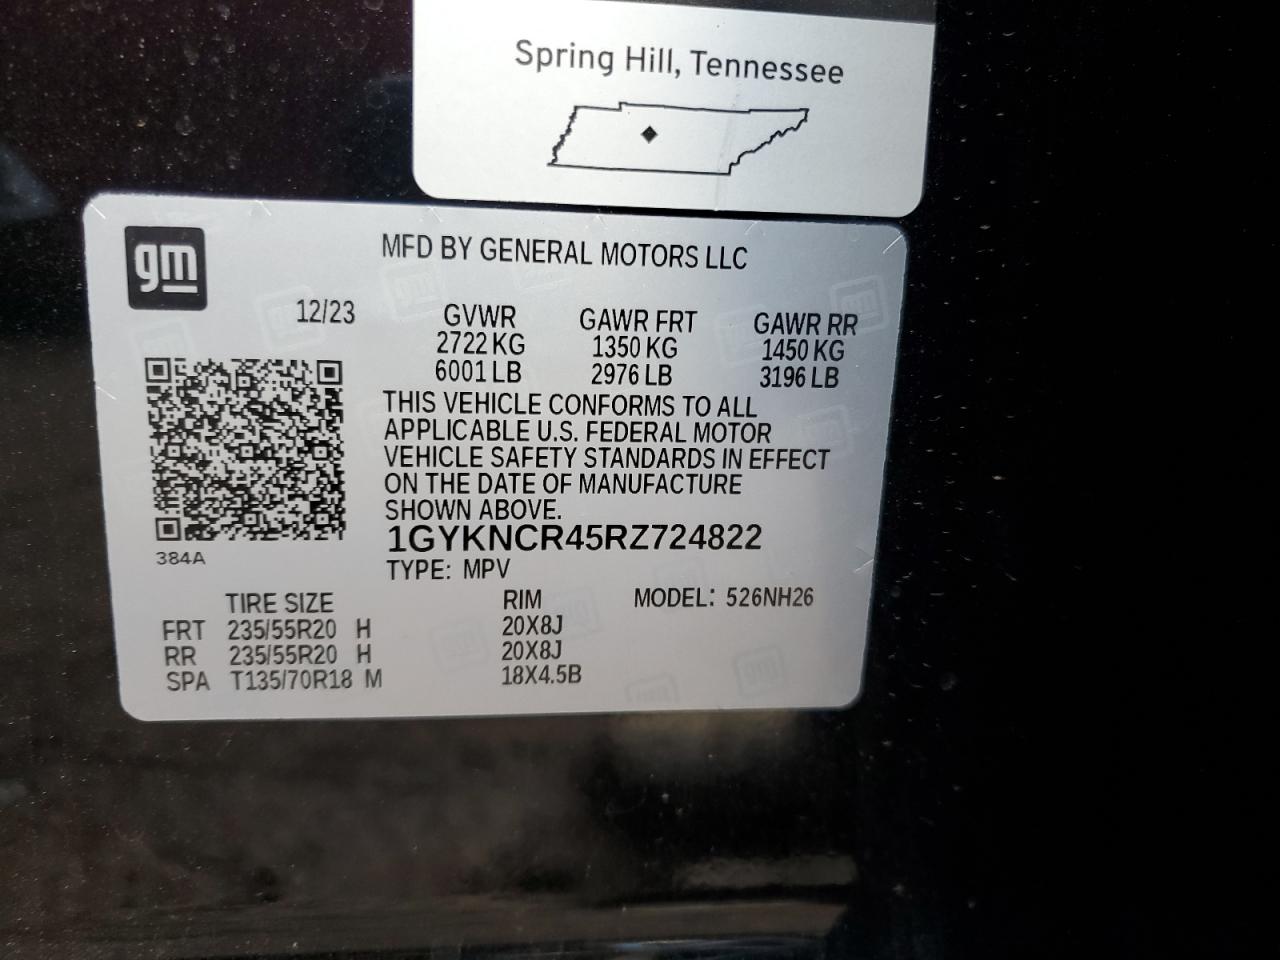 Spring Hill, Tennessee
gm
MFD BY GENERAL MOTORS LLC
12/23
GVWR GAWR FRT GAWR RR
2722 KG 1350 KG 1450 KG
6001 LB 2976 LB 3196 LB
THIS VEHICLE CONFORMS TO ALL
APPLICABLE U.S. FEDERAL MOTOR
VEHICLE SAFETY STANDARDS IN EFFECT
ON THE DATE OF MANUFACTURE
SHOWN ABOVE.
1GYKNCR45RZ724822
384A
TYPE: MPV
TIRE SIZE RIM MODEL: 526NH26
FRT 235/55R20 H 20X8J
RR 235/55R20 H 20X8J
SPA T135/70R18 M 18X4.5B